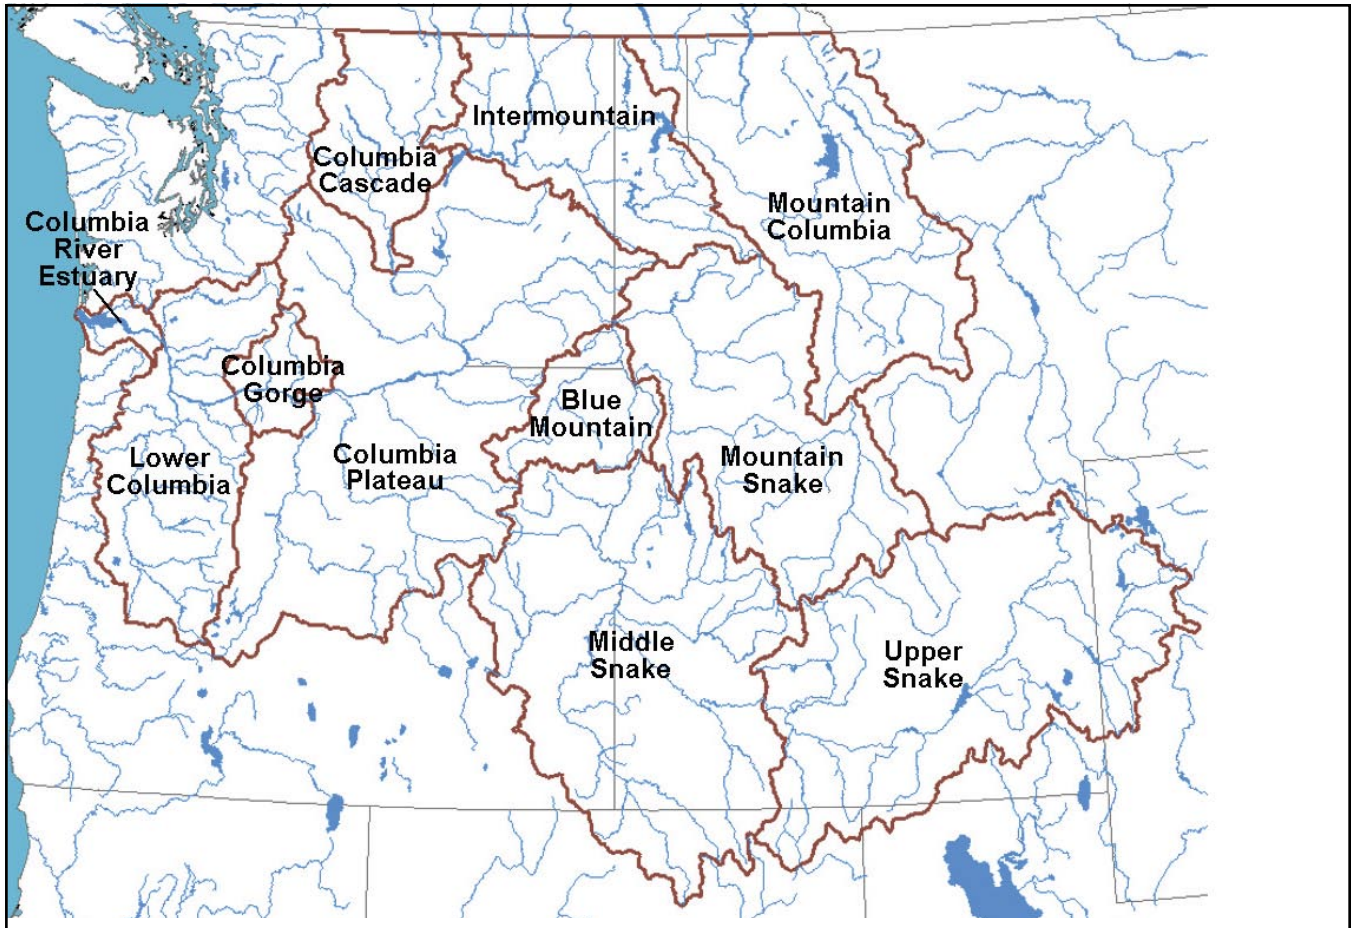 Intermountain
Columbia
Cascade
Mountain
Columbia
Columbia
River
Estuary
Columbia
Gorge
Blue
Mountain
Lower
Columbia
Columbia
Plateau
Mountain
Snake
Middle
Snake
Upper
Snake